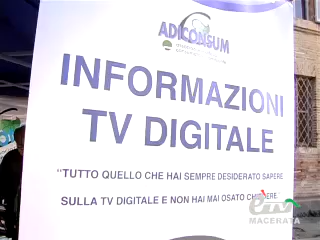 ADICONSUM
INFORMAZIONI
TV DIGITALE
"TUTTO QUELLO CHE HAI SEMPRE DESIDERATO SAPERE
SULLA TV DIGITALE E NON HAI MAI OSATO CHIEDERE
etv
MACERATA